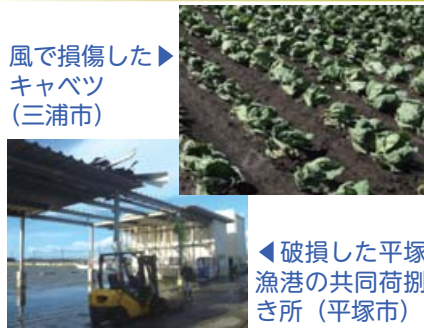 風で損傷した▶
キャベツ
（三浦市）
◀破損した平塚
漁港の共同荷捌
き所（平塚市）